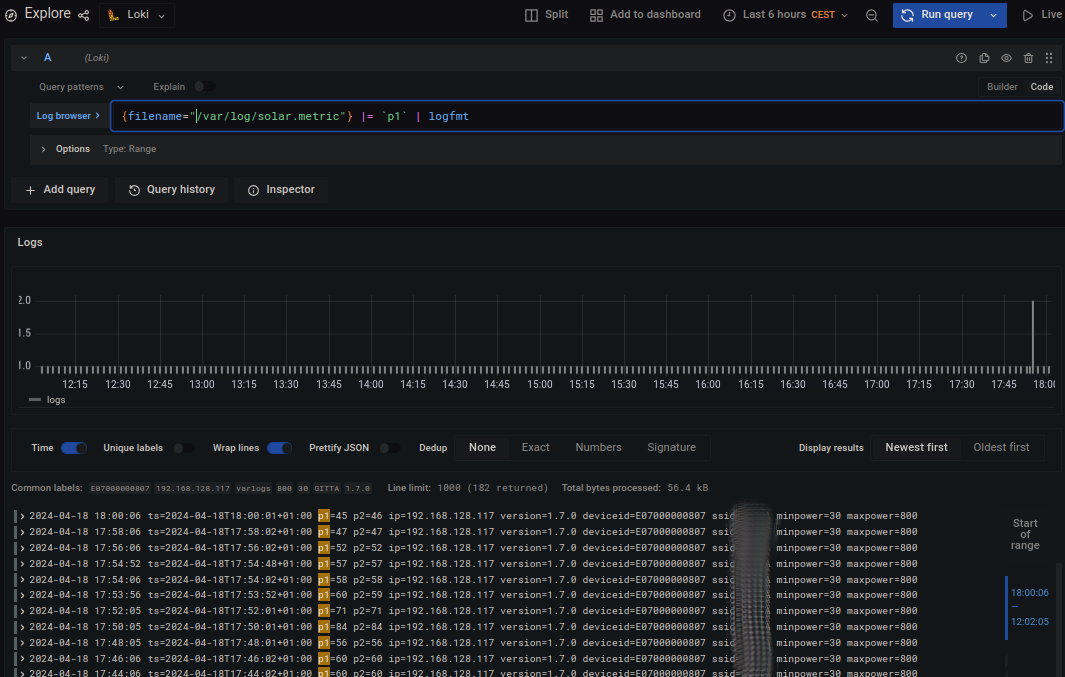 Explore Loki Split Add to dashboard Last 6 hours CEST Run query Live
A (Loki)
Query patterns Explain Builder Code
Log browser > {filename="/var/log/solar.metric"} |= `p1` | logfmt
> Options Type: Range
+ Add query Query history Inspector
Logs
2.0
1.5
1.0
12:15 12:30 12:45 13:00 13:15 13:30 13:45 14:00 14:15 14:30 14:45 15:00 15:15 15:30 15:45 16:00 16:15 16:30 16:45 17:00 17:15 17:30 17:45 18:00
logs
Time Unique labels Wrap lines Prettify JSON Dedup None Exact Numbers Signature Display results Newest first Oldest first
Common labels: E07000000807 192.168.128.117 varlogs 800 30 GITTA 1.7.0 Line limit: 1000 (182 returned) Total bytes processed: 56.4 kB
> 2024-04-18 18:00:06 ts=2024-04-18T18:00:01+01:00 p1=45 p2=46 ip=192.168.128.117 version=1.7.0 deviceid=E07000000807 ssid minpower=30 maxpower=800
> 2024-04-18 17:58:06 ts=2024-04-18T17:58:02+01:00 p1=47 p2=47 ip=192.168.128.117 version=1.7.0 deviceid=E07000000807 ssid minpower=30 maxpower=800
> 2024-04-18 17:56:06 ts=2024-04-18T17:56:02+01:00 p1=52 p2=52 ip=192.168.128.117 version=1.7.0 deviceid=E07000000807 ssid minpower=30 maxpower=800
> 2024-04-18 17:54:52 ts=2024-04-18T17:54:48+01:00 p1=57 p2=57 ip=192.168.128.117 version=1.7.0 deviceid=E07000000807 ssid= minpower=30 maxpower=800
> 2024-04-18 17:54:06 ts=2024-04-18T17:54:02+01:00 p1=58 p2=58 ip=192.168.128.117 version=1.7.0 deviceid=E07000000807 ssid= minpower=30 maxpower=800
> 2024-04-18 17:53:56 ts=2024-04-18T17:53:52+01:00 p1=60 p2=59 ip=192.168.128.117 version=1.7.0 deviceid=E07000000807 ssid= minpower=30 maxpower=800
> 2024-04-18 17:52:05 ts=2024-04-18T17:52:01+01:00 p1=71 p2=71 ip=192.168.128.117 version=1.7.0 deviceid=E07000000807 ssid= minpower=30 maxpower=800
> 2024-04-18 17:50:05 ts=2024-04-18T17:50:01+01:00 p1=84 p2=84 ip=192.168.128.117 version=1.7.0 deviceid=E07000000807 ssid= minpower=30 maxpower=800
> 2024-04-18 17:48:05 ts=2024-04-18T17:48:01+01:00 p1=56 p2=56 ip=192.168.128.117 version=1.7.0 deviceid=E07000000807 ssid= minpower=30 maxpower=800
> 2024-04-18 17:46:06 ts=2024-04-18T17:46:02+01:00 p1=60 p2=60 ip=192.168.128.117 version=1.7.0 deviceid=E07000000807 ssid= minpower=30 maxpower=800
> 2024-04-18 17:44:06 ts=2024-04-18T17:44:02+01:00 p1=60 p2=60 ip=192.168.128.117 version=1.7.0 deviceid=E07000000807 ssid= minpower=30 maxpower=800
Start
of
range
18:00:06
—
12:02:05